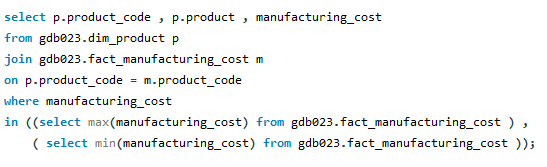 select p.product_code , p.product , manufacturing_cost
from gdb023.dim_product p
join gdb023.fact_manufacturing_cost m
on p.product_code = m.product_code
where manufacturing_cost
in ((select max(manufacturing_cost) from gdb023.fact_manufacturing_cost ) ,
( select min(manufacturing_cost) from gdb023.fact_manufacturing_cost ));